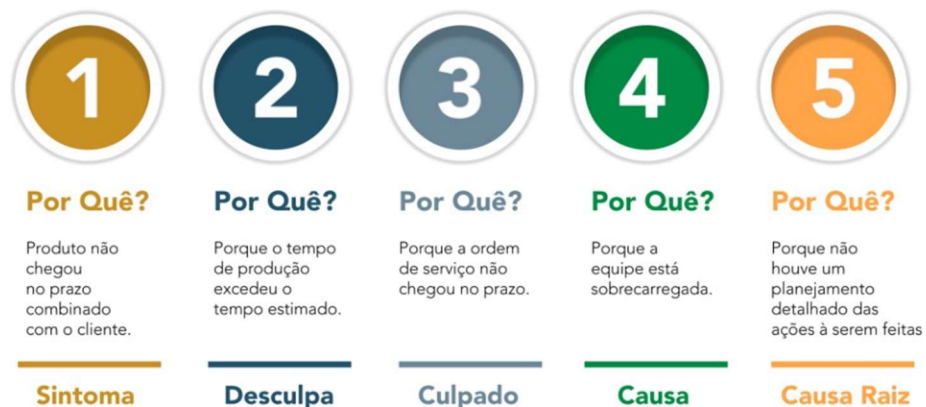 1
Por Quê?
Produto não
chegou
no prazo
combinado
com o cliente.
Sintoma
2
Por Quê?
Porque o tempo
de produção
excedeu o
tempo estimado.
Desculpa
3
Por Quê?
Porque a ordem
de serviço não
chegou no prazo.
Culpado
4
Por Quê?
Porque a
equipe está
sobrecarregada.
Causa
5
Por Quê?
Porque não
houve um
planejamento
detalhado das
ações à serem feitas
Causa Raiz